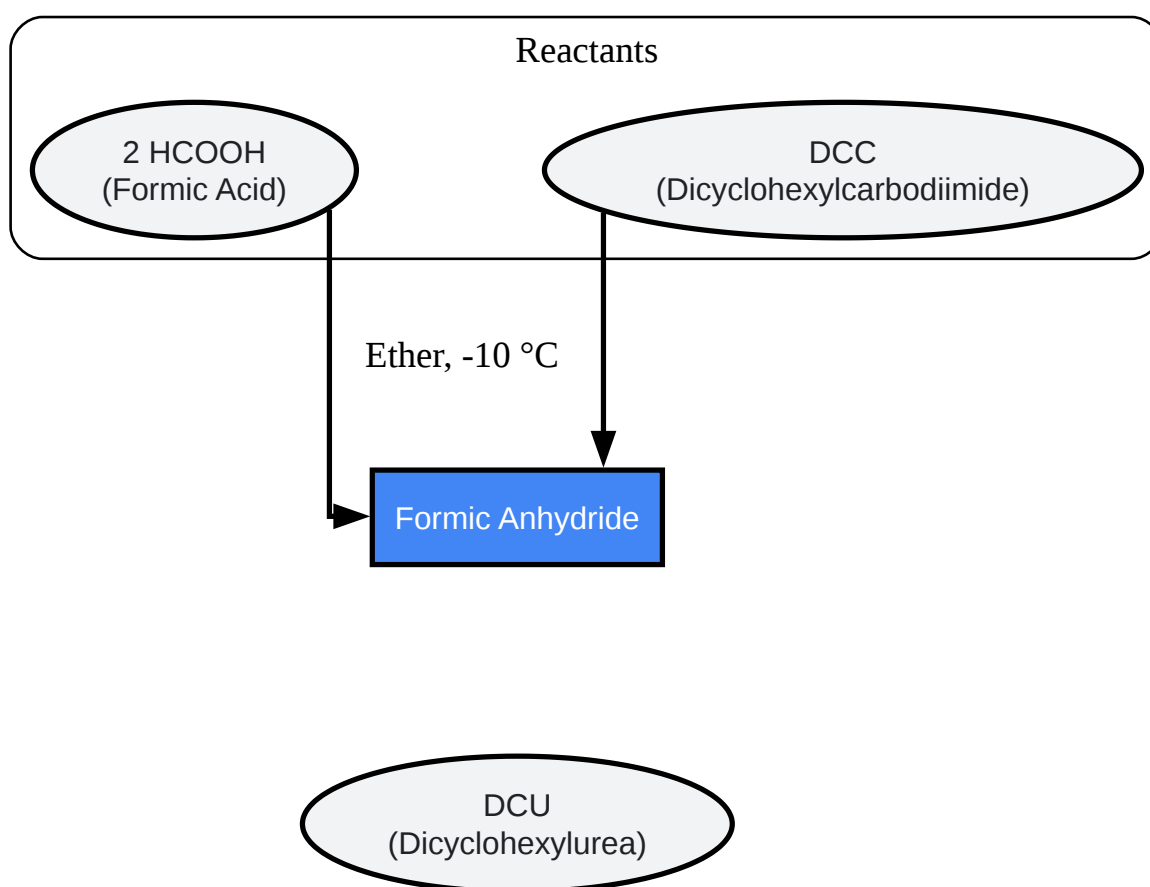 Reactants
2 HCOOH
(Formic Acid)
DCC
(Dicyclohexylcarbodiimide)
Ether, -10 °C
Formic Anhydride
DCU
(Dicyclohexylurea)